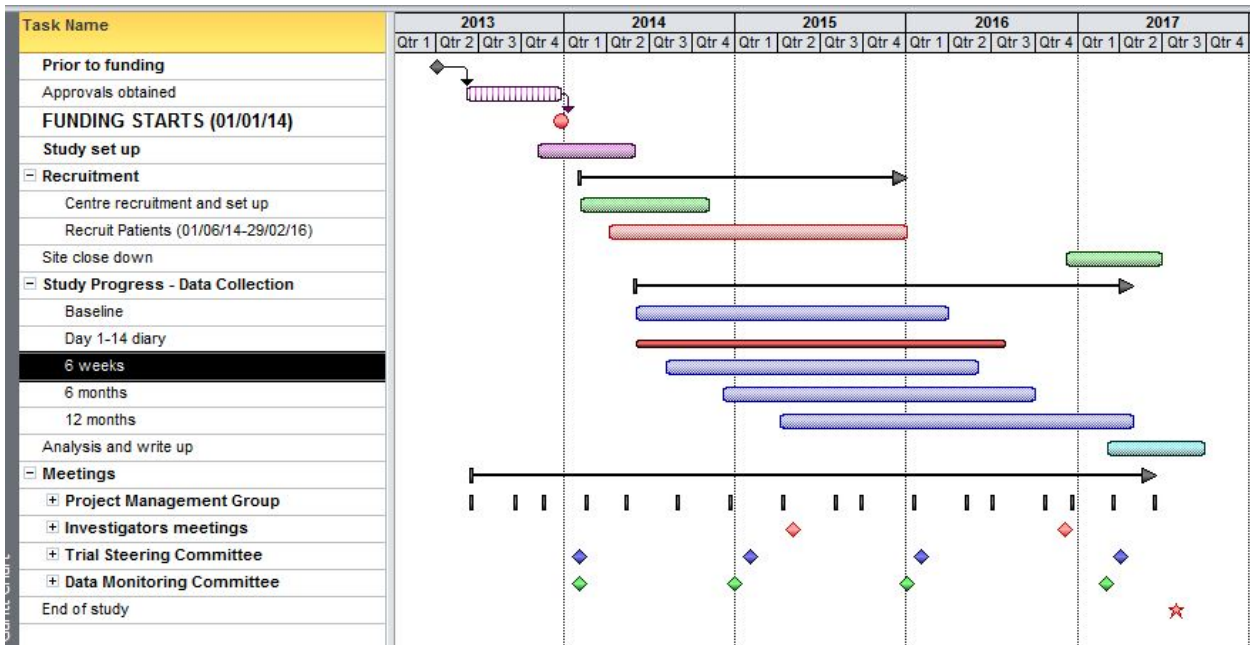 Task Name
2013 2014 2015 2016 2017
Qtr 1 Qtr 2 Qtr 3 Qtr 4 Qtr 1 Qtr 2 Qtr 3 Qtr 4 Qtr 1 Qtr 2 Qtr 3 Qtr 4 Qtr 1 Qtr 2 Qtr 3 Qtr 4 Qtr 1 Qtr 2 Qtr 3 Qtr 4
Prior to funding
Approvals obtained
FUNDING STARTS (01/01/14)
Study set up
Recruitment
Centre recruitment and set up
Recruit Patients (01/06/14-29/02/16)
Site close down
Study Progress - Data Collection
Baseline
Day 1-14 diary
6 weeks
6 months
12 months
Analysis and write up
Meetings
Project Management Group
Investigators meetings
Trial Steering Committee
Data Monitoring Committee
End of study
Gantt Chart